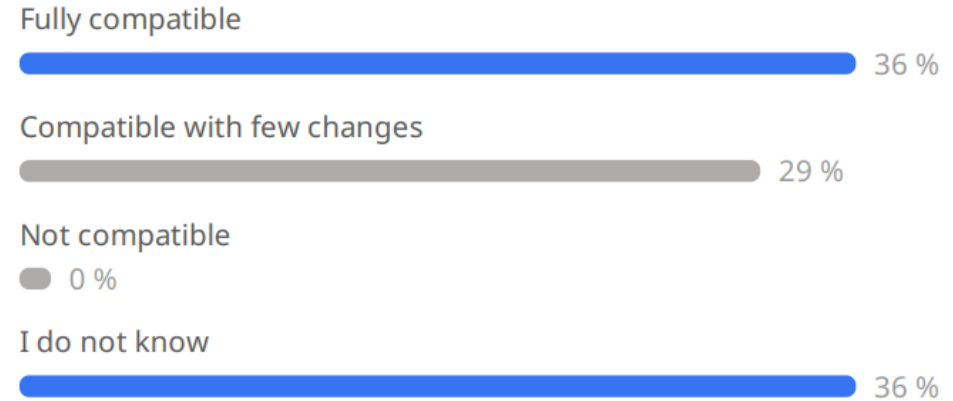 Fully compatible
36 %
Compatible with few changes
29 %
Not compatible
0 %
I do not know
36 %